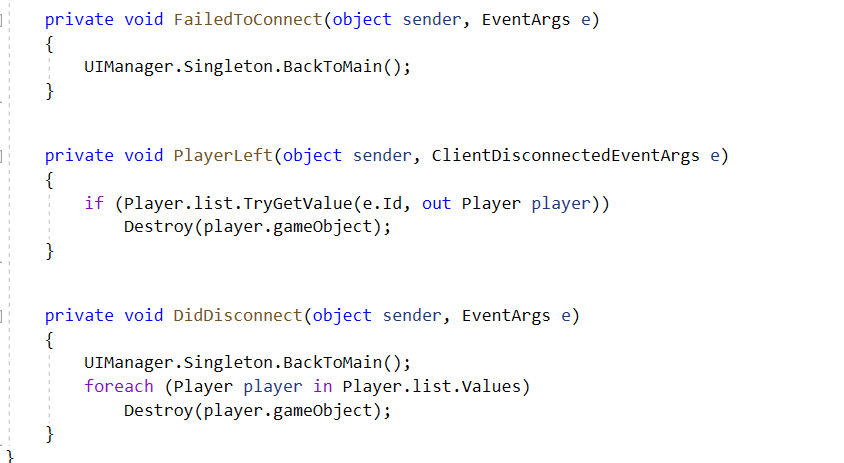 private void FailedToConnect(object sender, EventArgs e)
{
UIManager.Singleton.BackToMain();
}
private void PlayerLeft(object sender, ClientDisconnectedEventArgs e)
{
if (Player.list.TryGetValue(e.Id, out Player player))
Destroy(player.gameObject);
}
private void DidDisconnect(object sender, EventArgs e)
{
UIManager.Singleton.BackToMain();
foreach (Player player in Player.list.Values)
Destroy(player.gameObject);
}
}